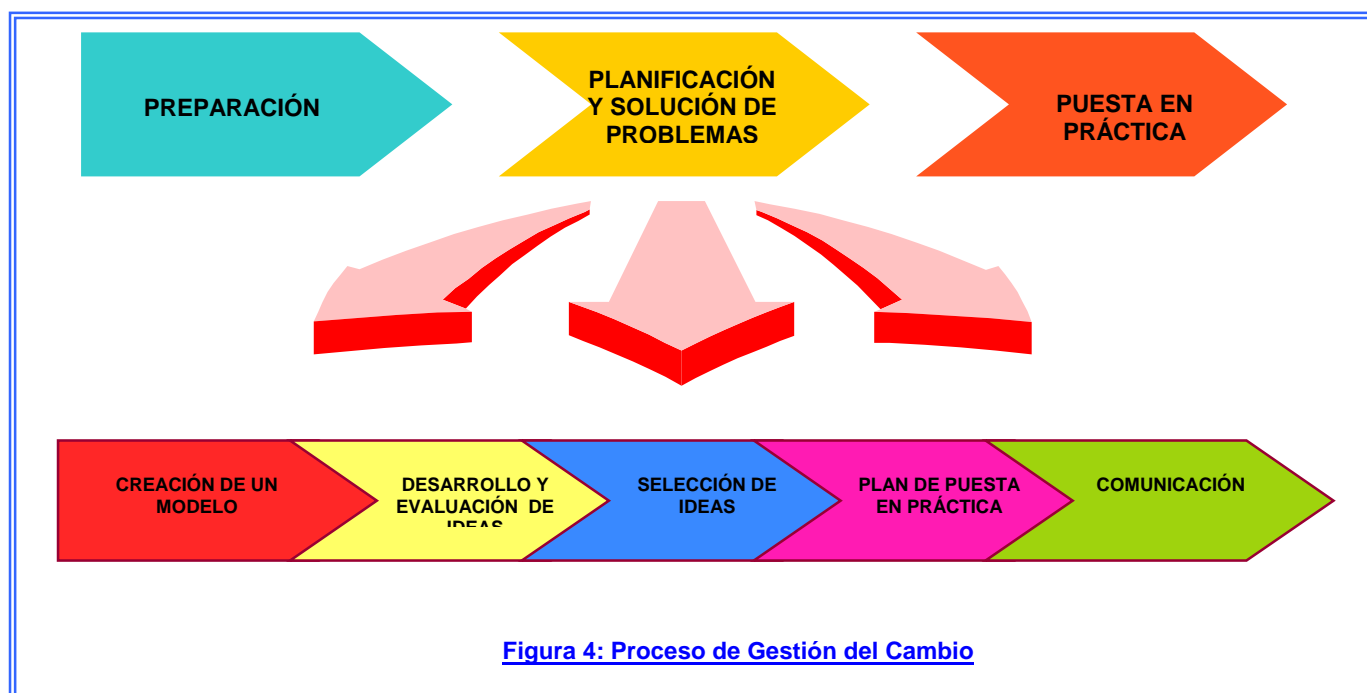 PREPARACIÓN
PLANIFICACIÓN
Y SOLUCIÓN DE
PROBLEMAS
PUESTA EN
PRÁCTICA
CREACIÓN DE UN
MODELO
DESARROLLO Y
EVALUACIÓN DE
IDEAS
SELECCIÓN DE
IDEAS
PLAN DE PUESTA
EN PRÁCTICA
COMUNICACIÓN
Figura 4: Proceso de Gestión del Cambio